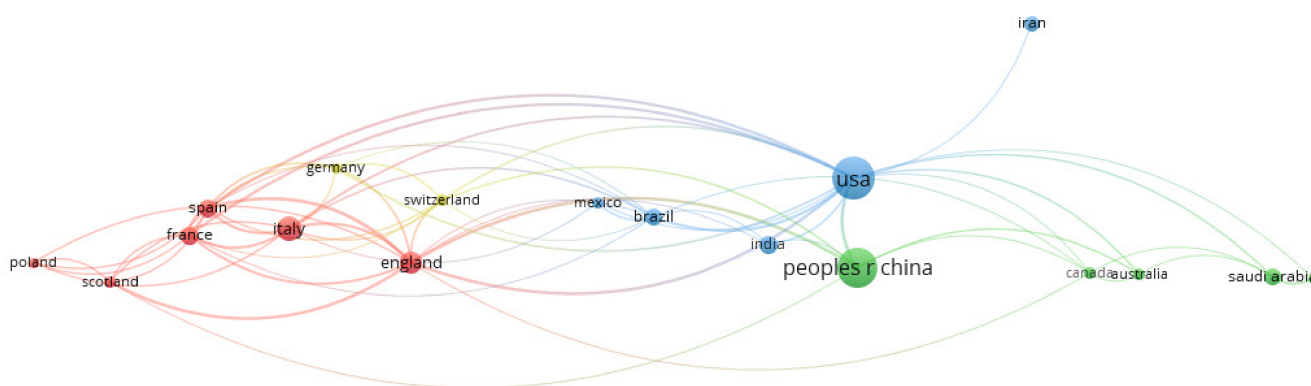 iran
germany
usa
switzerland
mexico
spain
brazil
italy
france
india
england
poland
peoples r china
scotland
canada
australia
saudi arabia